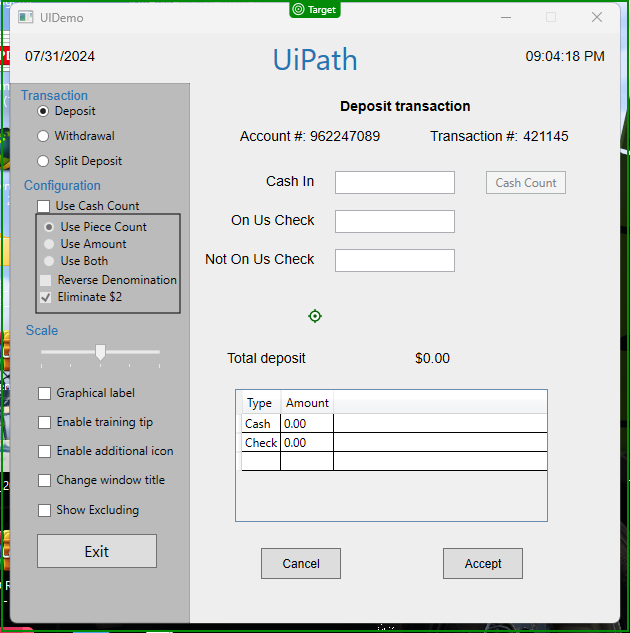 Target
UIDemo
07/31/2024
UiPath
09:04:18 PM
Transaction
Deposit
Withdrawal
Split Deposit
Configuration
Use Cash Count
Use Piece Count
Use Amount
Use Both
Reverse Denomination
Eliminate $2
Scale
Graphical label
Enable training tip
Enable additional icon
Change window title
Show Excluding
Exit
Deposit transaction
Account #: 962247089 Transaction #: 421145
Cash In Cash Count
On Us Check
Not On Us Check
Total deposit $0.00
Type Amount
Cash 0.00
Check 0.00
Cancel Accept